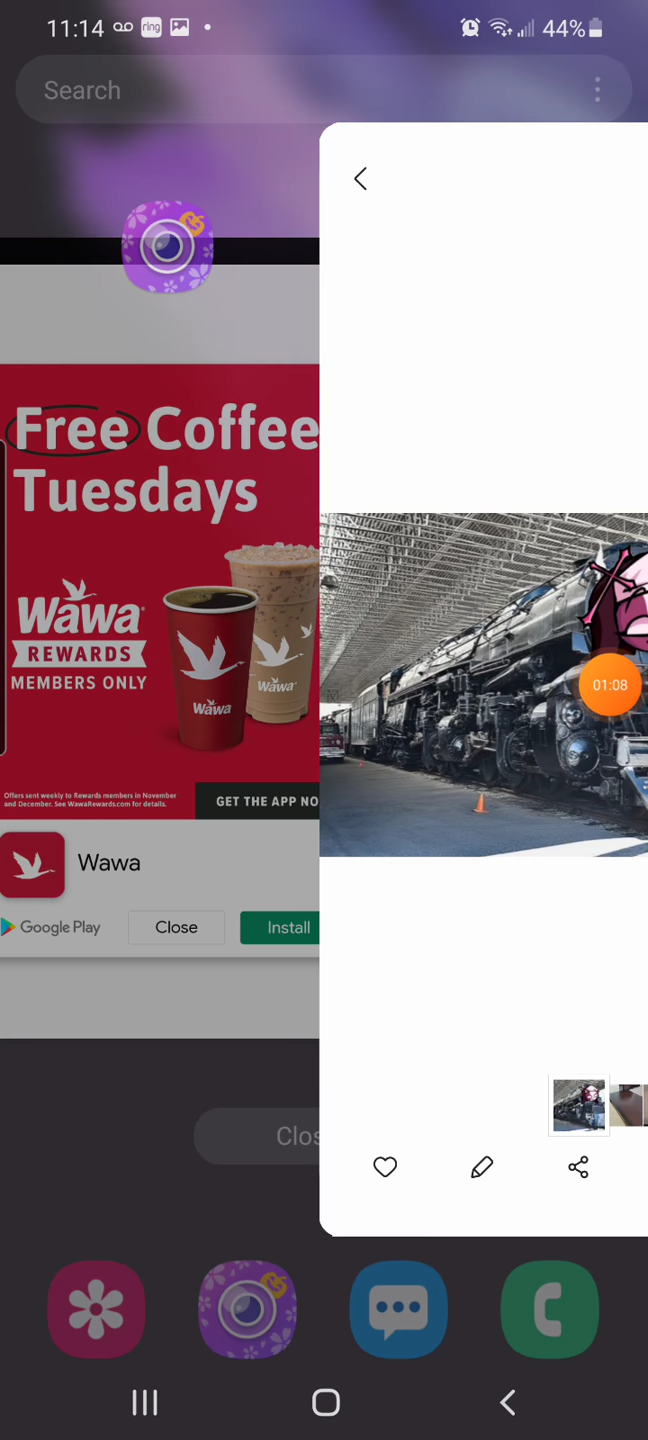 11:14
ring
44%
Search
Free Coffee
Tuesdays
Wawa
REWARDS
MEMBERS ONLY
Wawa
Wawa
Offers sent weekly to Rewards members in November
and December. See WawaRewards.com for details.
GET THE APP NO
Wawa
Google Play
Close
Install
01:08
Clos